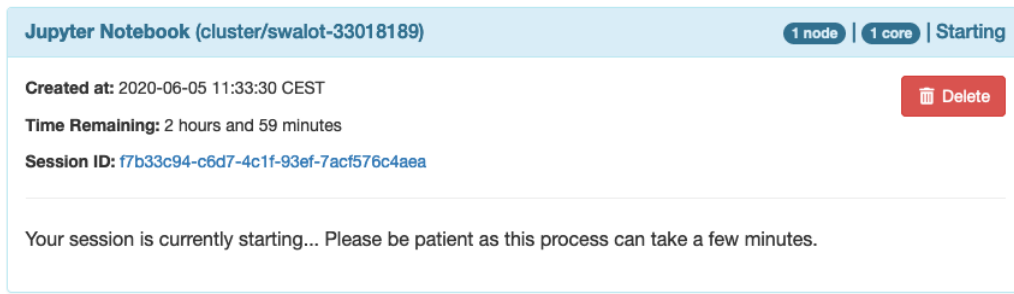 Jupyter Notebook (cluster/swalot-33018189) 1 node | 1 core | Starting
Created at: 2020-06-05 11:33:30 CEST
Delete
Time Remaining: 2 hours and 59 minutes
Session ID: f7b33c94-c6d7-4c1f-93ef-7acf576c4aea
Your session is currently starting... Please be patient as this process can take a few minutes.